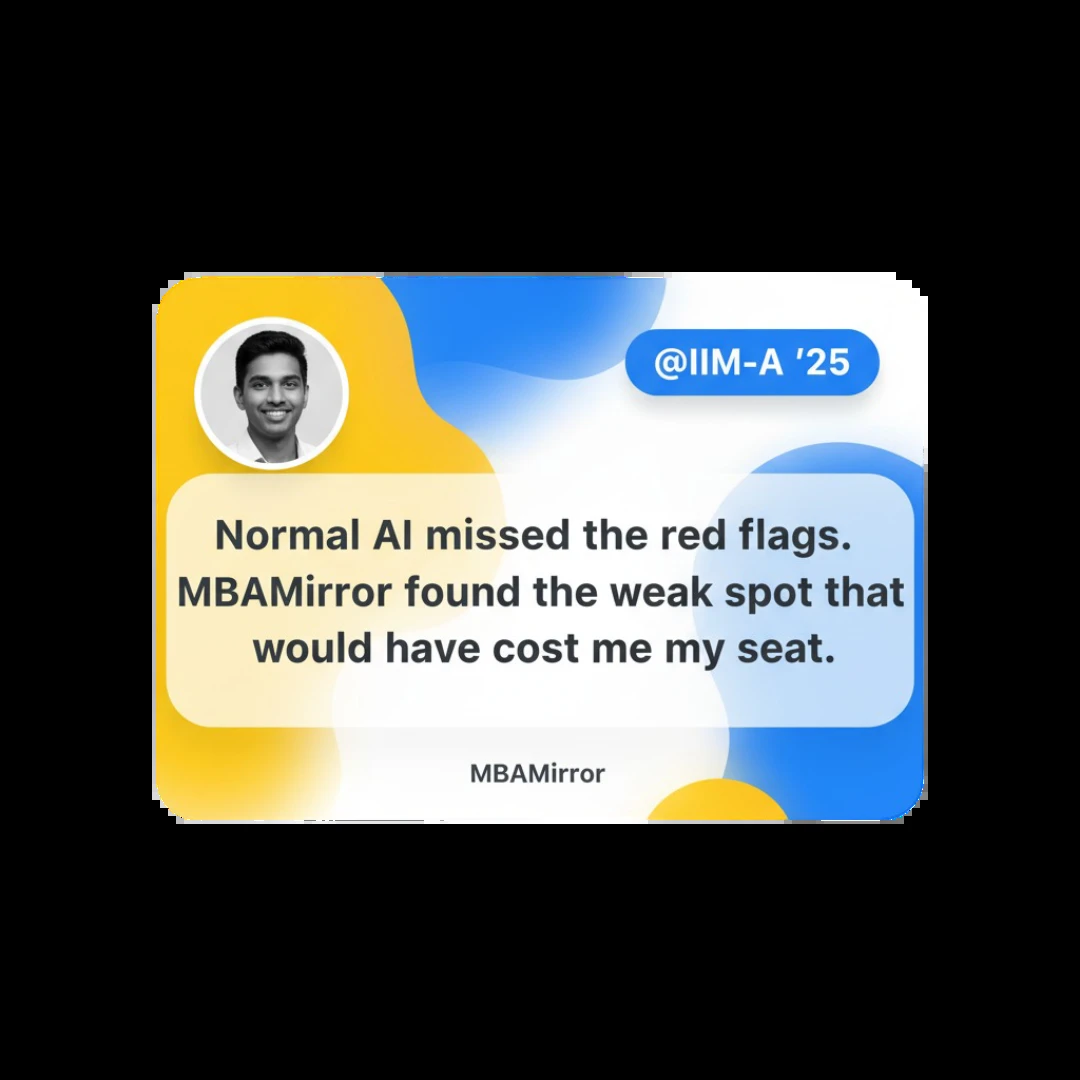 @IIM-A ’25
Normal AI missed the red flags.
MBAMirror found the weak spot that
would have cost me my seat.
MBAMirror